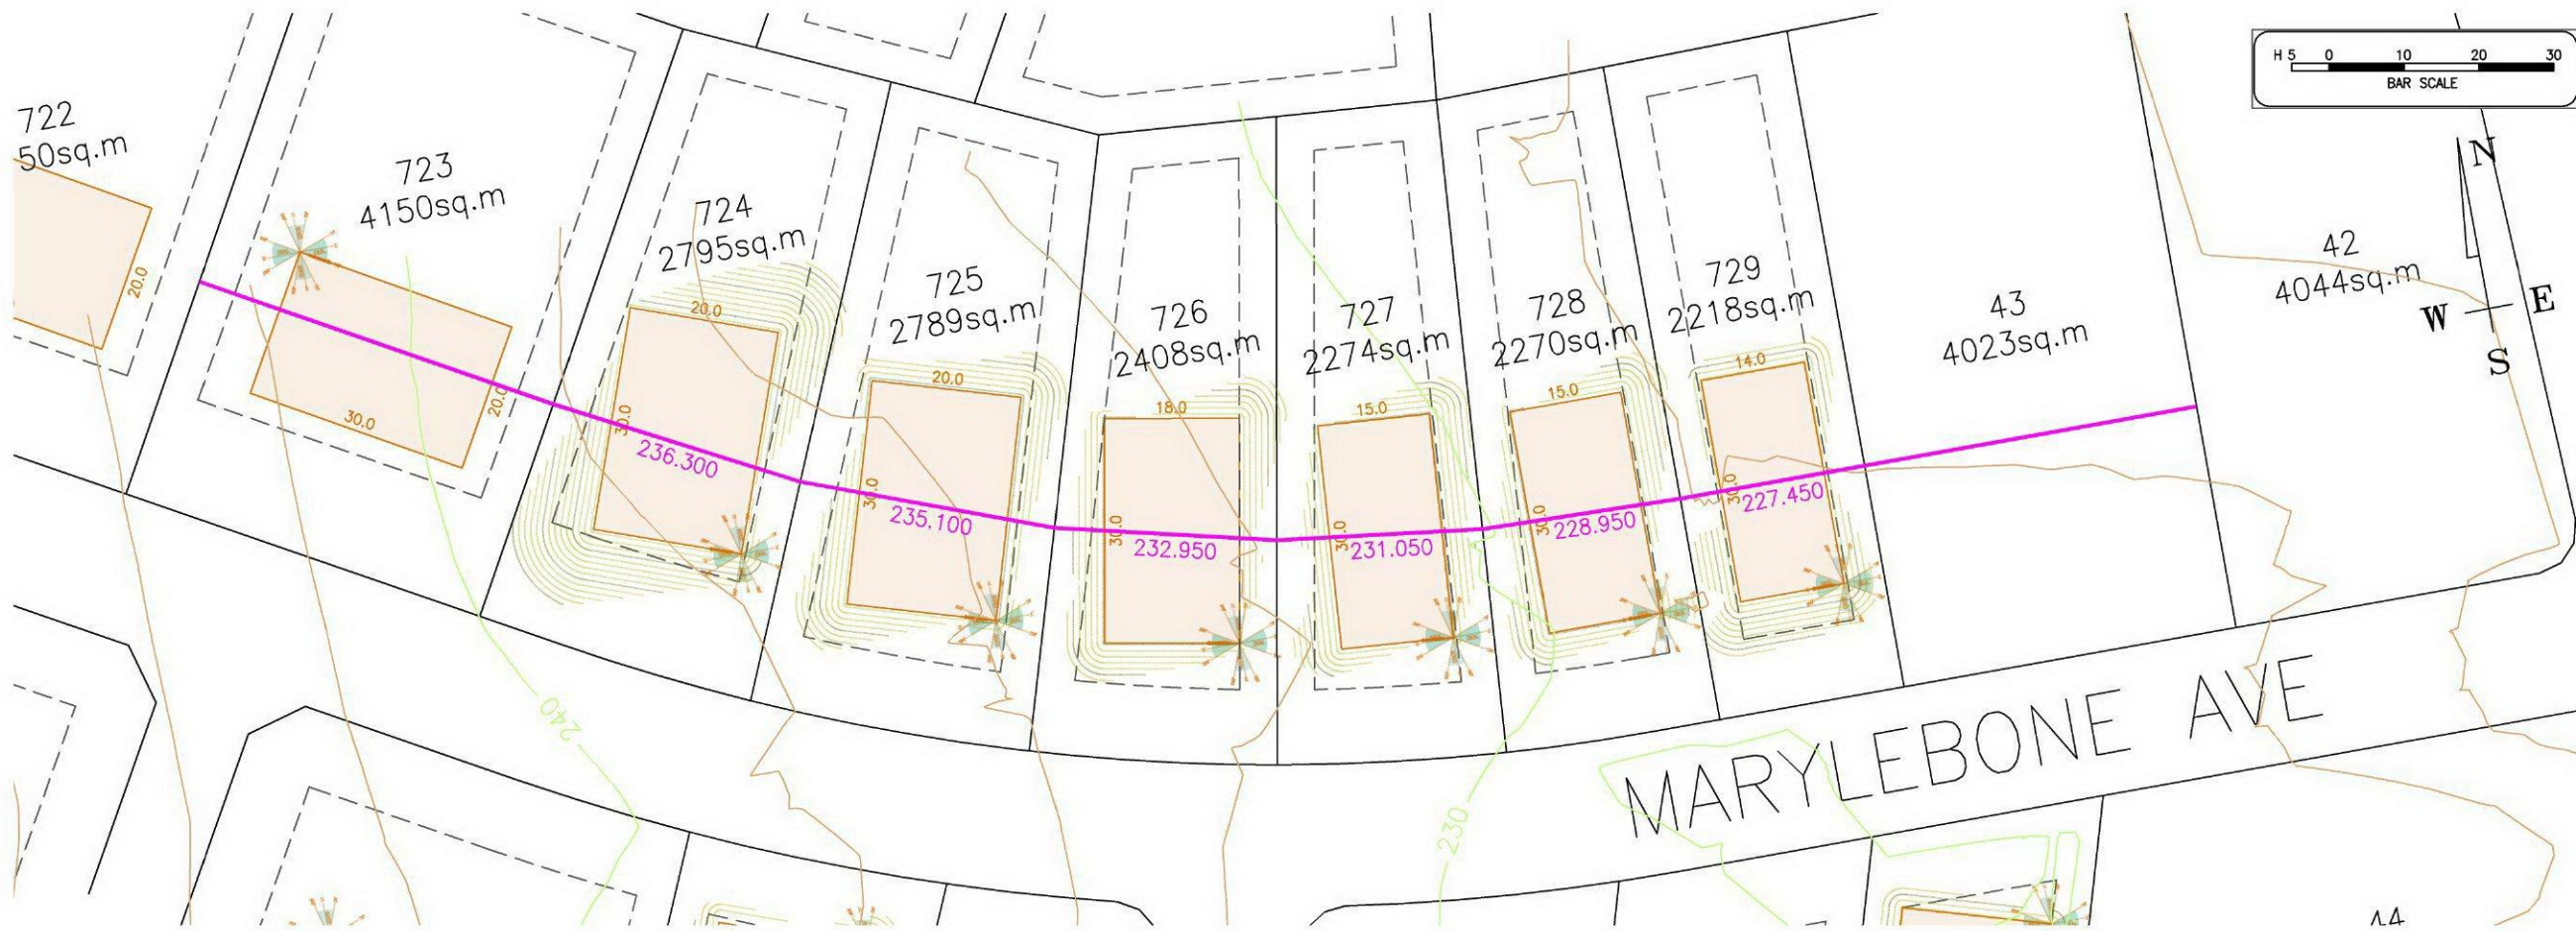 722
50sq.m
20.0
723
4150sq.m
30.0
20.0
724
2795sq.m
20.0
30.0
236.300
725
2789sq.m
20.0
30.0
235.100
726
2408sq.m
18.0
30.0
232.950
727
2274sq.m
15.0
30.0
231.050
728
2270sq.m
15.0
30.0
228.950
729
2218sq.m
14.0
30.0
227.450
43
4023sq.m
42
4044sq.m
H 5 0 10 20 30
BAR SCALE
N
W E
S
240
230
MARYLEBONE AVE
44